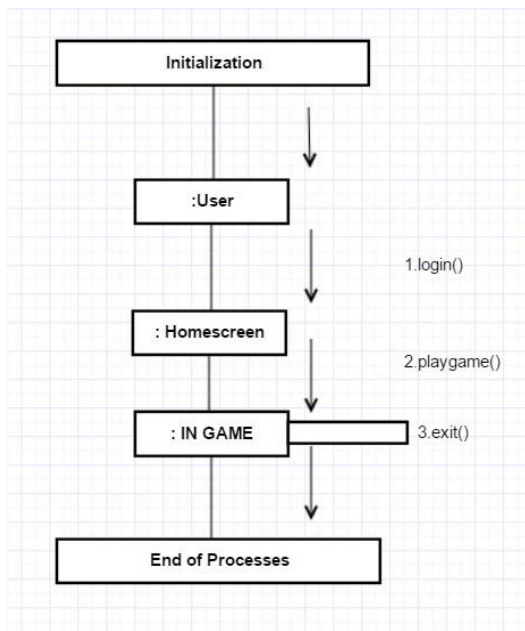 Initialization
:User
1.login()
: Homescreen
2.playgame()
: IN GAME
3.exit()
End of Processes